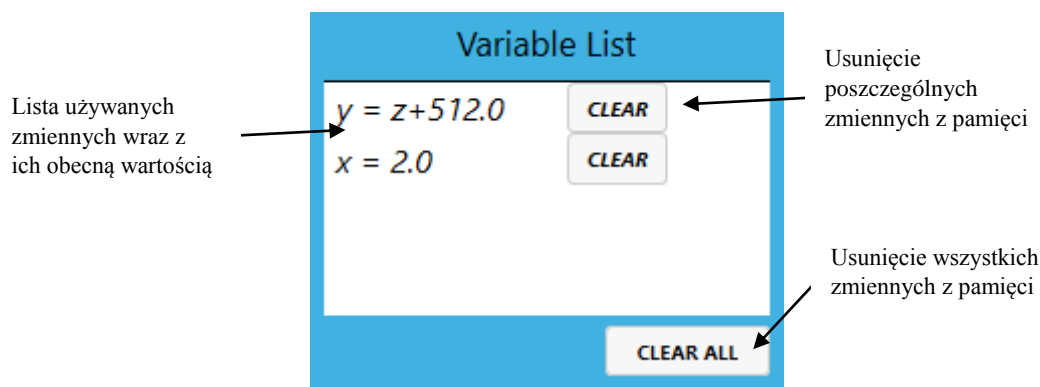 Variable List
Lista używanych
zmiennych wraz z
ich obecną wartością
y = z+512.0
CLEAR
x = 2.0
CLEAR
Usunięcie
poszczególnych
zmiennych z pamięci
Usunięcie wszystkich
zmiennych z pamięci
CLEAR ALL